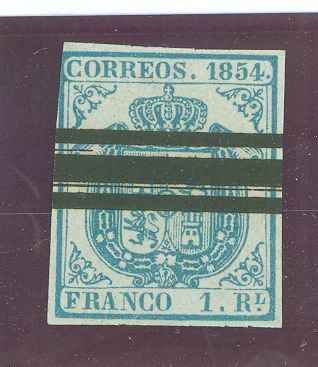 CORREOS. 1854.
FRANCO 1. RL